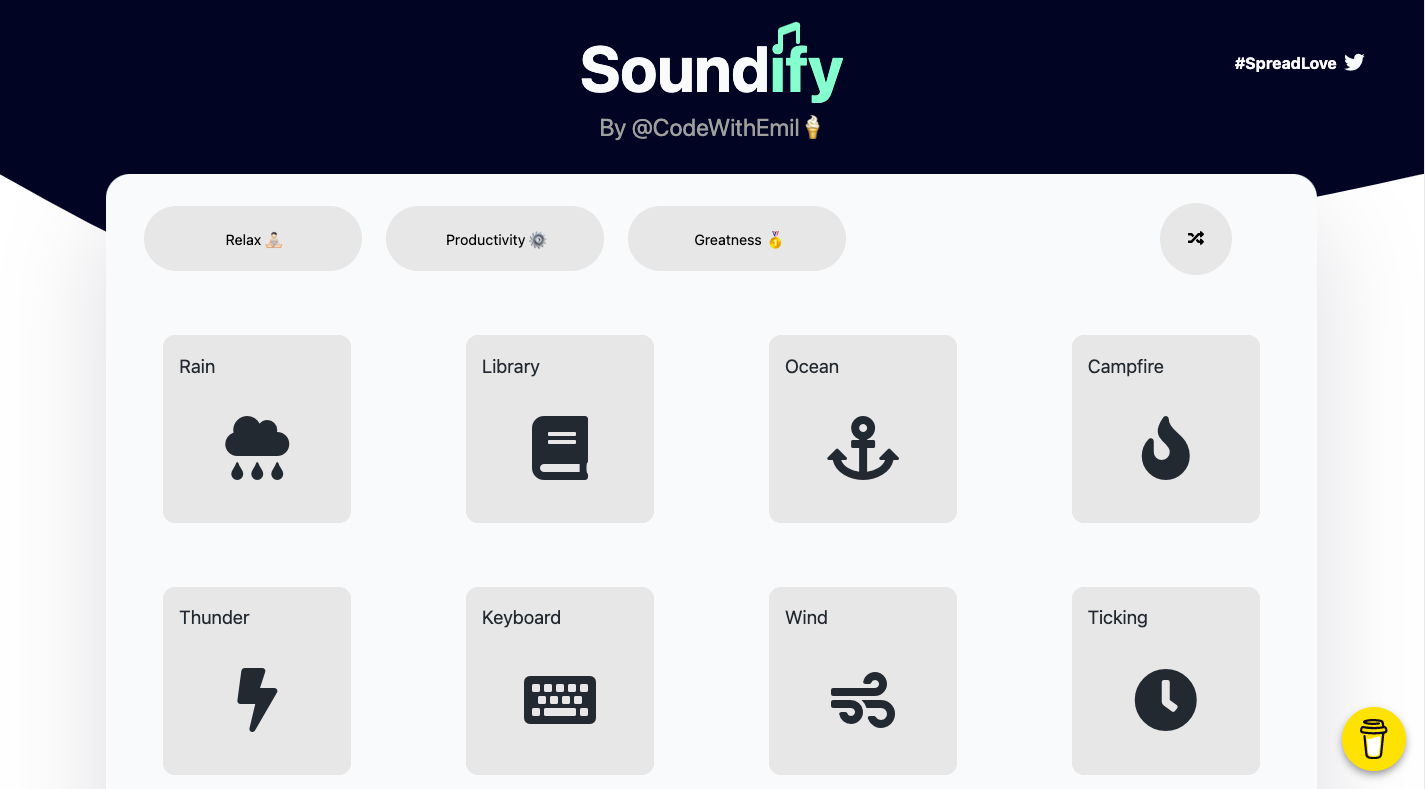 Soundify
#SpreadLove
By @CodeWithEmil🍦
Relax 🧘🏻
Productivity ⚙️
Greatness 🥇
Rain
Library
Ocean
Campfire
Thunder
Keyboard
Wind
Ticking